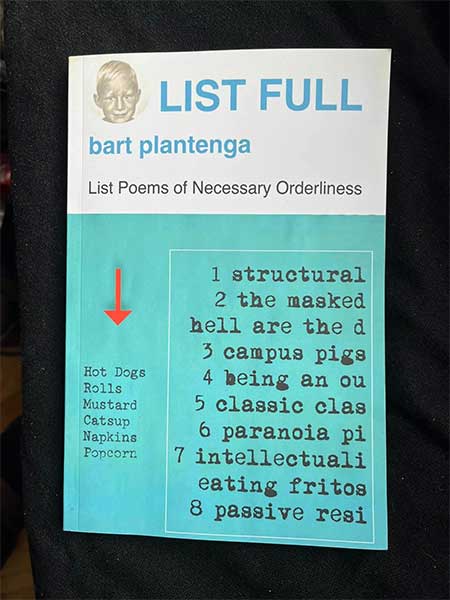 LIST FULL
bart plantenga
List Poems of Necessary Orderliness
Hot Dogs
Rolls
Mustard
Catsup
Napkins
Popcorn
1 structural
2 the masked
hell are the d
3 campus pigs
4 being an ou
5 classic clas
6 paranoia pi
7 intellectuali
eating fritos
8 passive resi